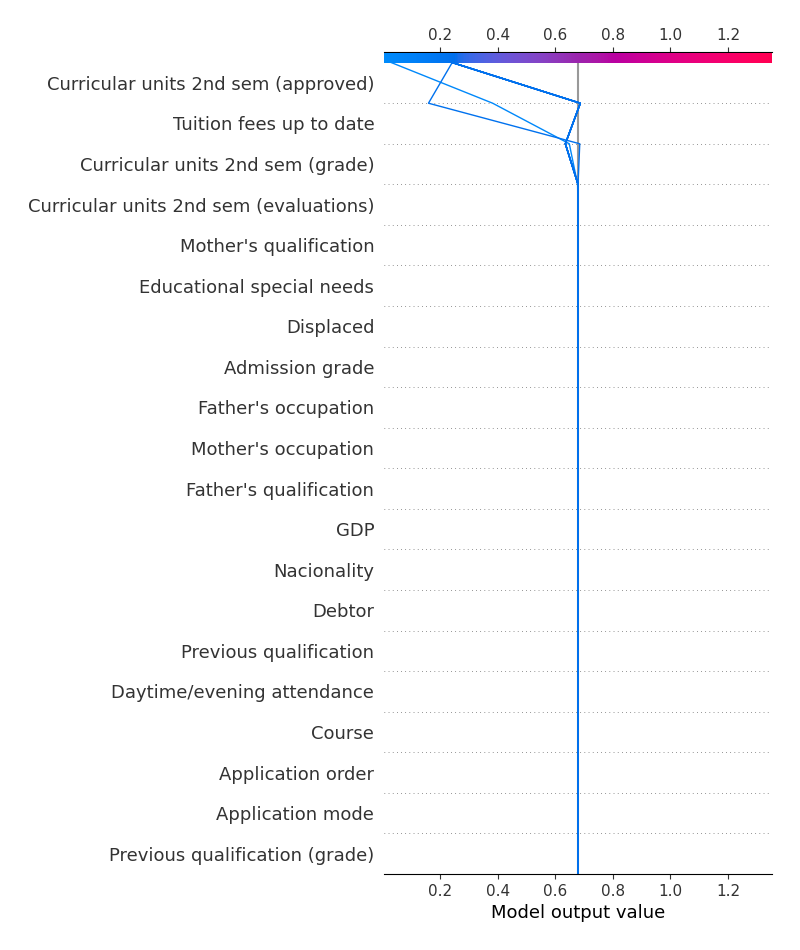 0.2 0.4 0.6 0.8 1.0 1.2
Curricular units 2nd sem (approved)
Tuition fees up to date
Curricular units 2nd sem (grade)
Curricular units 2nd sem (evaluations)
Mother's qualification
Educational special needs
Displaced
Admission grade
Father's occupation
Mother's occupation
Father's qualification
GDP
Nacionality
Debtor
Previous qualification
Daytime/evening attendance
Course
Application order
Application mode
Previous qualification (grade)
0.2 0.4 0.6 0.8 1.0 1.2
Model output value